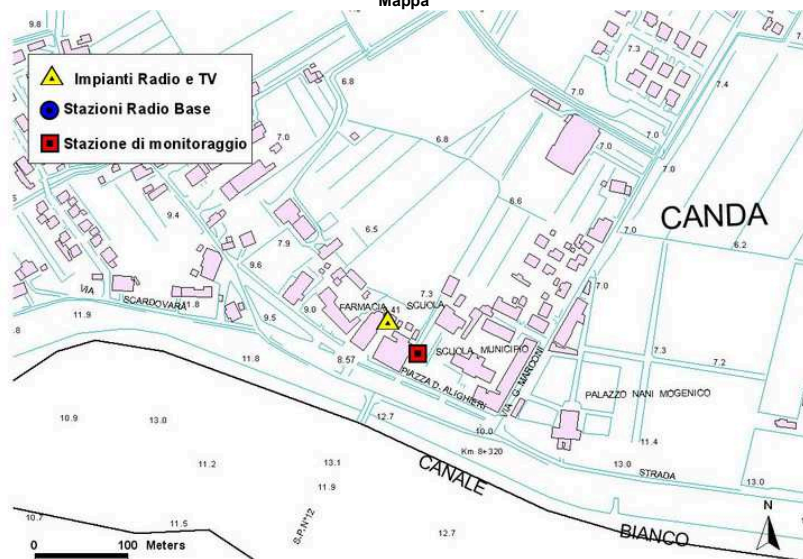 Mappa
Impianti Radio e TV
Stazioni Radio Base
Stazione di monitoraggio
9.8
7.3
7.4
6.8
7.0
7.0
7.0
6.8
7.0
7.0
7.0
9.4
6.6
CANDA
6.5
7.9
7.0
6.2
9.6
VIA
SCARDOVARA
11.8
7.3
FARMACIA
SCUOLA
11.9
9.5
9.0
SCUOLA
MUNICIPIO
7.3
7.2
11.8
8.57
PIAZZA D. ALIGHIERI
VIA G. MARCONI
PALAZZO NANI MOGENICO
10.9
13.0
12.7
10.0
11.4
Km 8+320
11.2
13.1
CANALE
13.0
STRADA
13.0
11.9
10.7
11.5
S.P.N°12
12.7
BIANCO
N
0
100 Meters